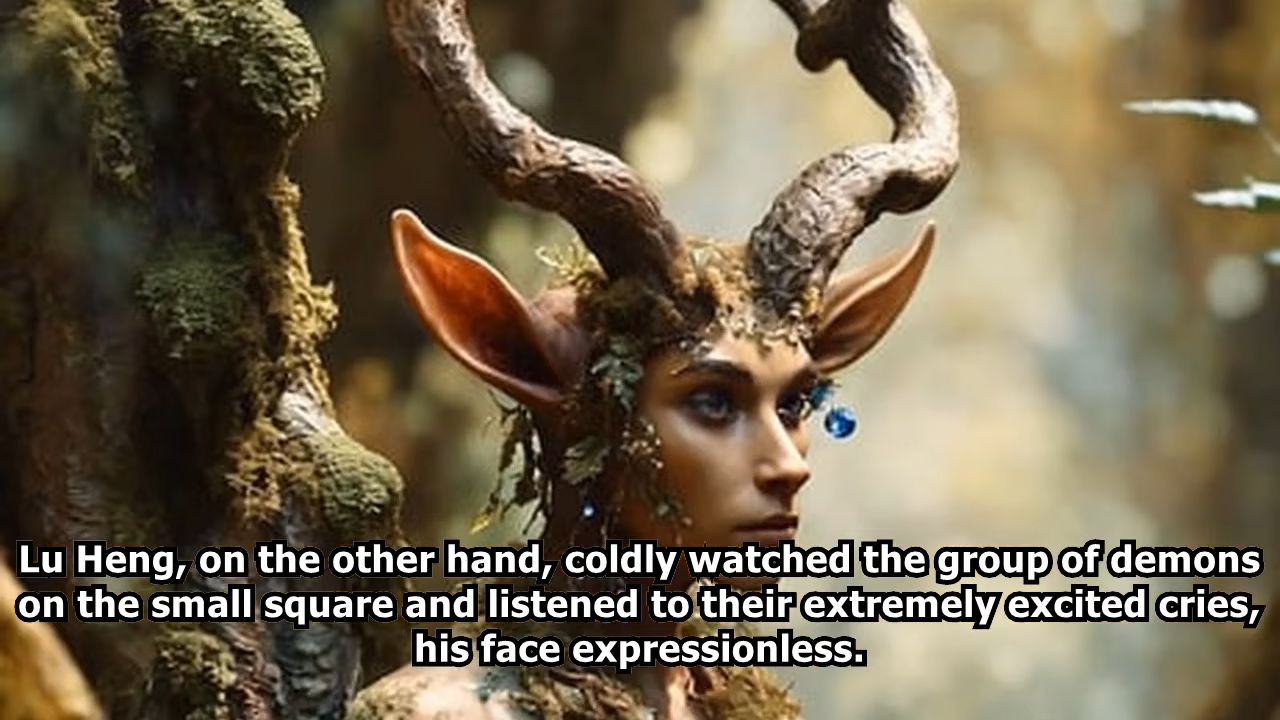 Lu Heng, on the other hand, coldly watched the group of demons
on the small square and listened to their extremely excited cries,
his face expressionless.